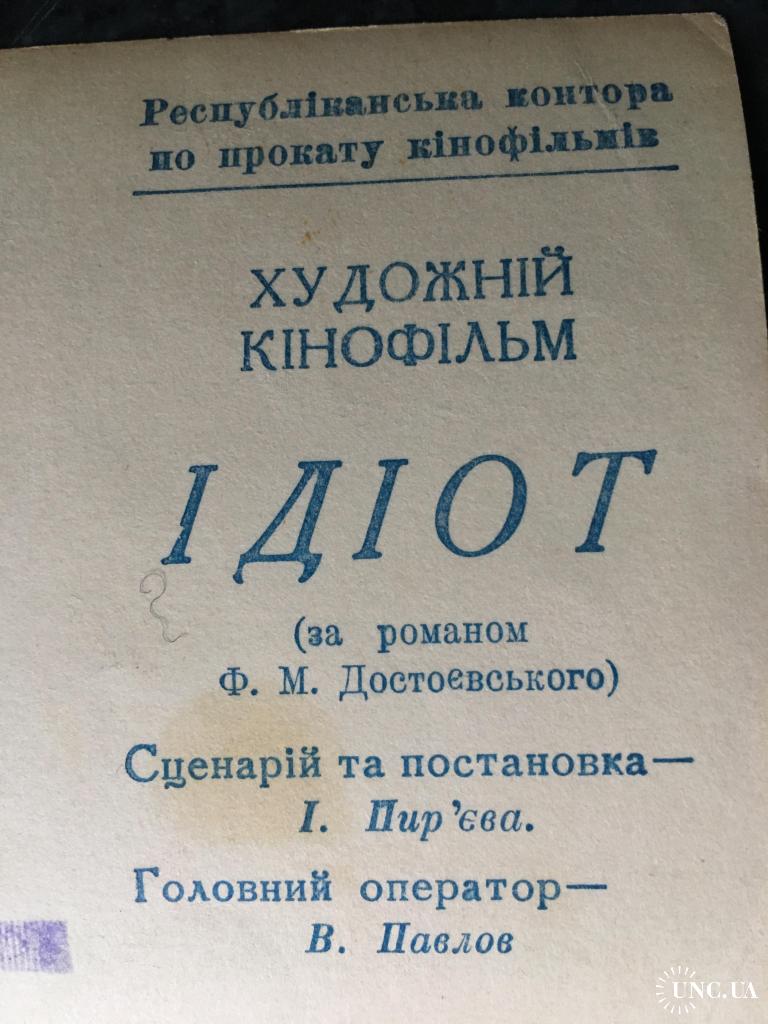 Республіканська контора
по прокату кінофільмів
ХУДОЖНІЙ
КІНОФІЛЬМ
ІДІОТ
(за романом
Ф. М. Достоєвського)
Сценарій та постановка—
І. Пир’єва.
Головний оператор—
В. Павлов
UNC.UA